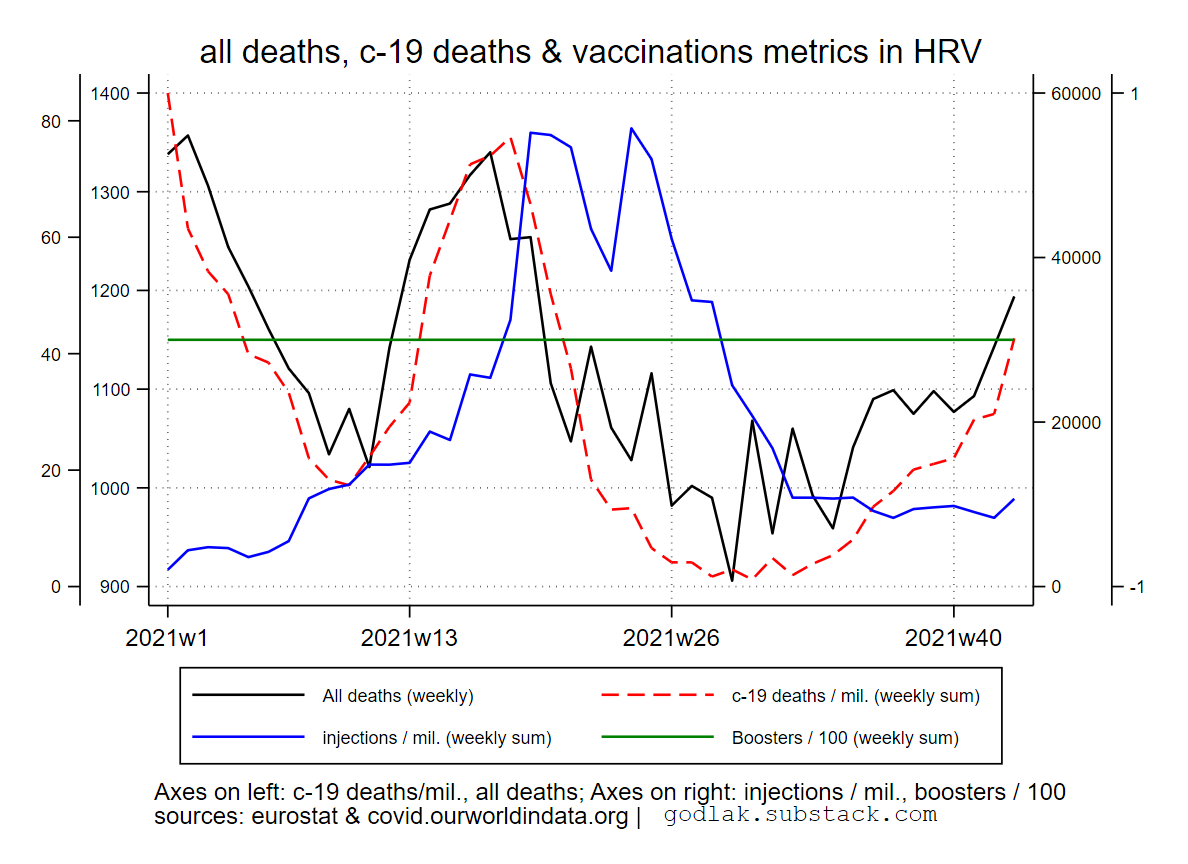 all deaths, c-19 deaths & vaccinations metrics in HRV
80
60
40
20
0
1400
1300
1200
1100
1000
900
60000
40000
20000
0
1
-1
2021w1
2021w13
2021w26
2021w40
All deaths (weekly)
c-19 deaths / mil. (weekly sum)
injections / mil. (weekly sum)
Boosters / 100 (weekly sum)
Axes on left: c-19 deaths/mil., all deaths; Axes on right: injections / mil., boosters / 100
sources: eurostat & covid.ourworldindata.org | godlak.substack.com